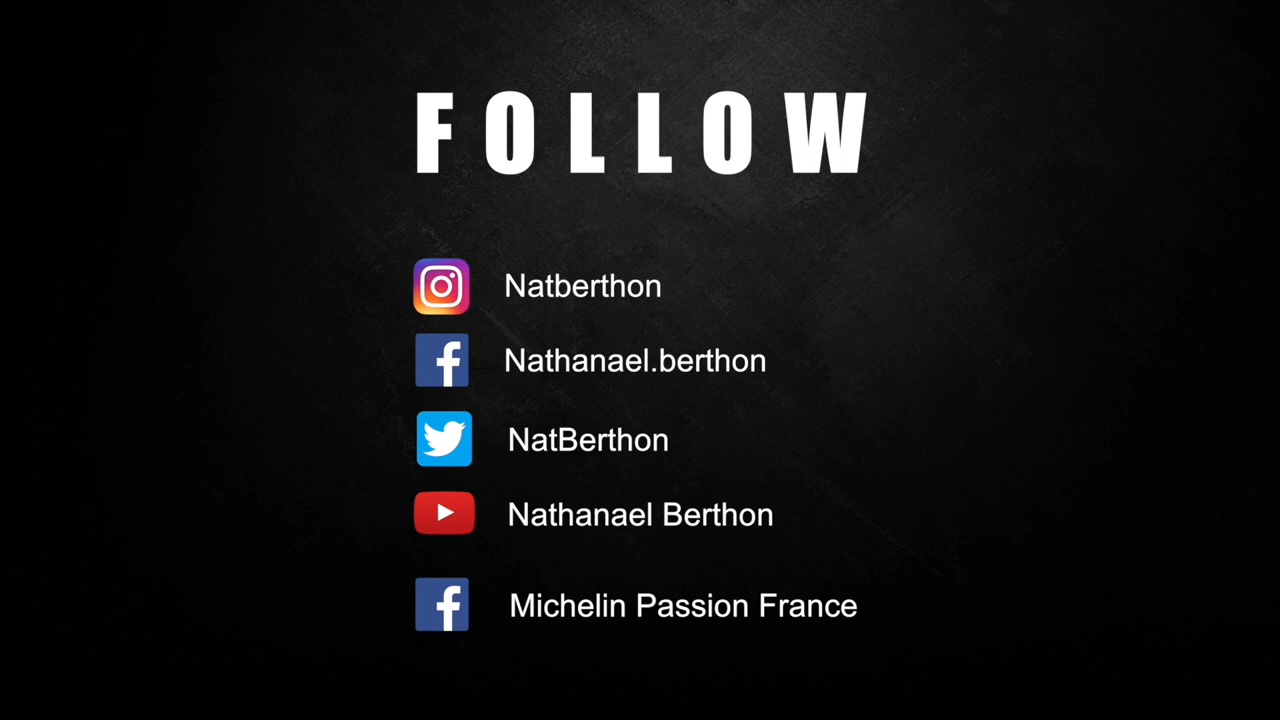 FOLLOW
Natberthon
Nathanael.berthon
NatBerthon
Nathanael Berthon
Michelin Passion France